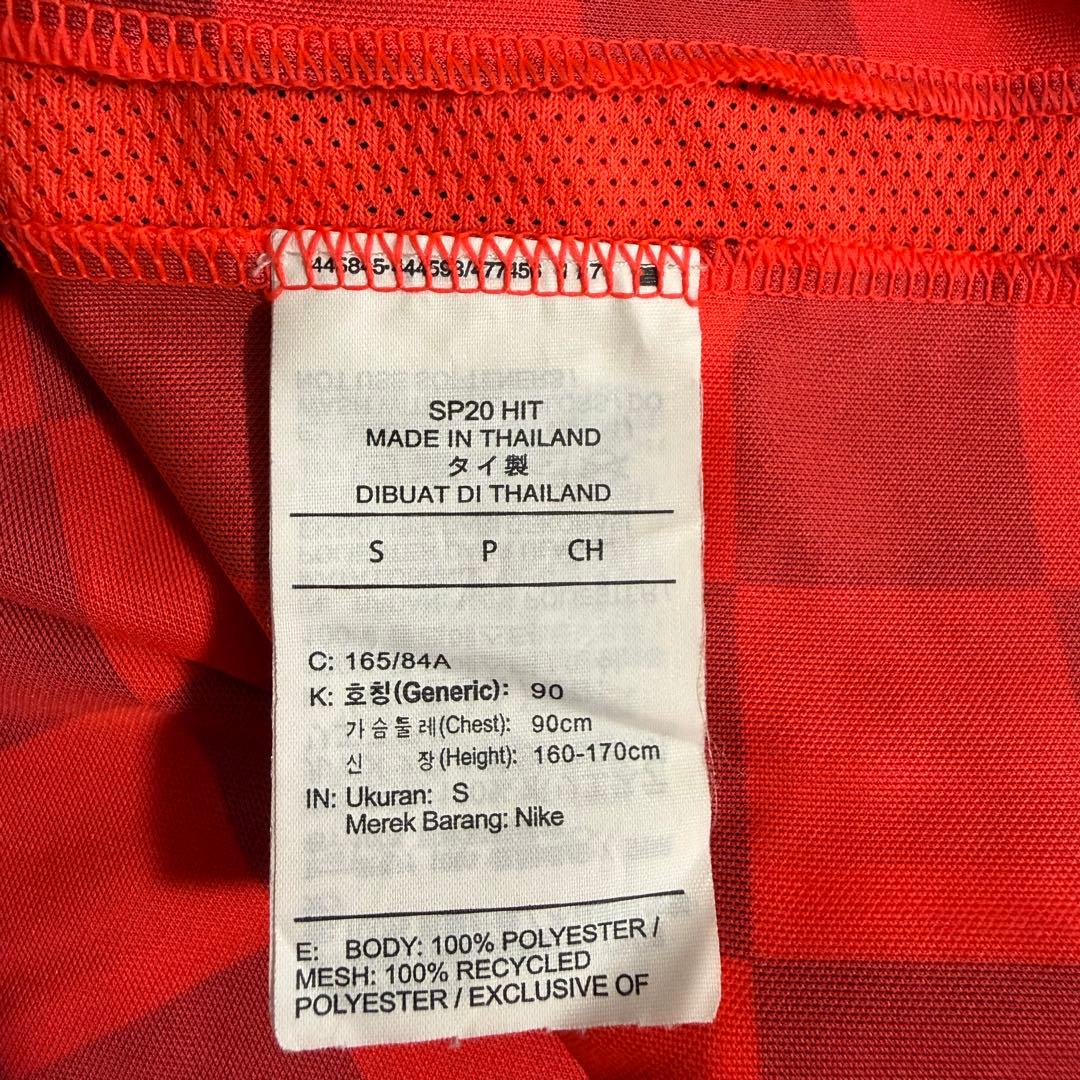 SP20 HIT
MADE IN THAILAND
タイ製
DIBUAT DI THAILAND
S P CH
C: 165/84A
K: 호칭(Generic): 90
가슴둘레(Chest): 90cm
신 장(Height): 160-170cm
IN: Ukuran: S
Merek Barang: Nike
E: BODY: 100% POLYESTER /
MESH: 100% RECYCLED
POLYESTER / EXCLUSIVE OF